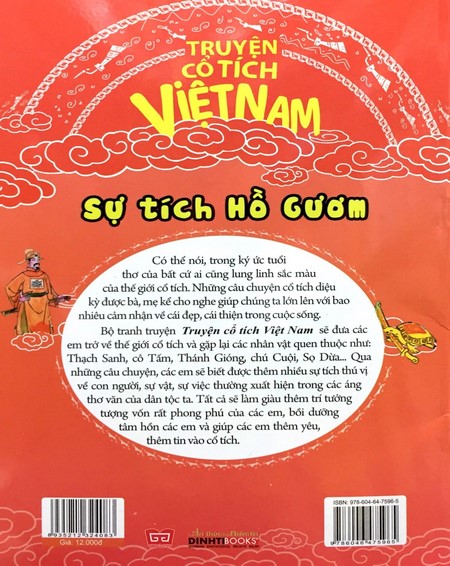 TRUYỆN
CỔ TÍCH
VIỆT NAM
Sự tích Hồ Gươm
Có thể nói, trong ký ức tuổi
thơ của bất cứ ai cũng lung linh sắc màu
của thế giới cổ tích. Những câu chuyện cổ tích diệu
kỳ được bà, mẹ kể cho nghe giúp chúng ta lớn lên với bao
nhiêu cảm nhận về cái đẹp, cái thiện trong cuộc sống.
Bộ tranh truyện Truyện cổ tích Việt Nam sẽ đưa các
em trở về thế giới cổ tích và gặp lại các nhân vật quen thuộc như:
Thạch Sanh, cô Tấm, Thánh Gióng, chú Cuội, Sọ Dừa... Qua
những câu chuyện, các em sẽ biết được thêm nhiều sự tích thú vị
về con người, sự vật, sự việc thường xuất hiện trong các áng
thơ văn của dân tộc ta. Tất cả sẽ làm giàu thêm trí tưởng
tượng vốn rất phong phú của các em, bồi dưỡng
tâm hồn các em và giúp các em thêm yêu,
thêm tin vào cổ tích.
8935212324083
Giá: 12.000đ
ĐINHTIBOOKS
ISBN: 978-604-64-7596-5
9786046475965